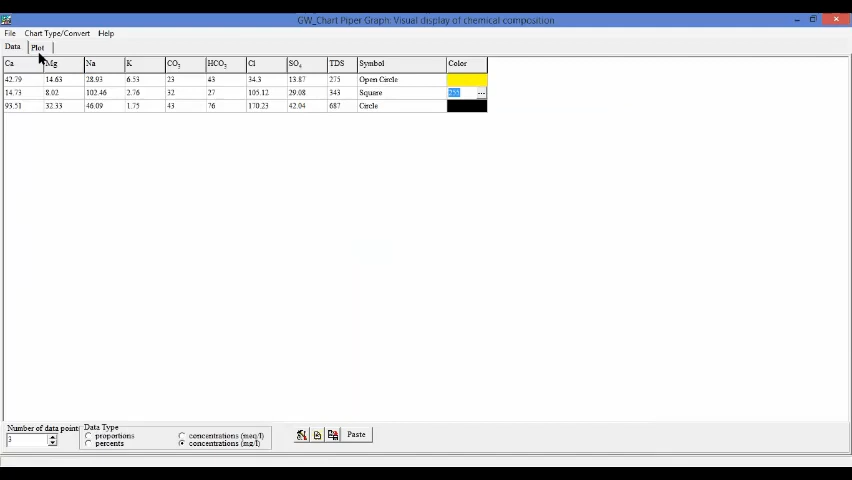 GW_Chart Piper Graph: Visual display of chemical composition
File Chart Type/Convert Help
Data Plot
Ca Mg Na K CO3 HCO3 Cl SO4 TDS Symbol Color
42.79 14.63 28.93 6.53 23 43 34.3 13.87 275 Open Circle
14.73 8.02 102.46 2.76 32 27 105.12 29.08 343 Square 255 ...
93.51 32.33 46.09 1.75 43 76 170.23 42.04 687 Circle
Number of data point: Data Type
3 proportions concentrations (meq/l) Paste
percents concentrations (mg/l)